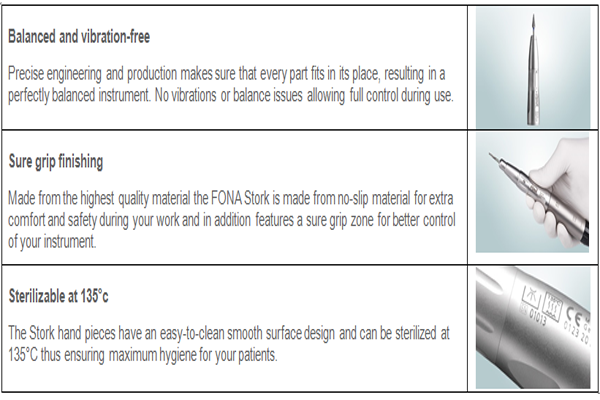 Balanced and vibration-free
Precise engineering and production makes sure that every part fits in its place, resulting in a
perfectly balanced instrument. No vibrations or balance issues allowing full control during use.
Sure grip finishing
Made from the highest quality material the FONA Stork is made from no-slip material for extra
comfort and safety during your work and in addition features a sure grip zone for better control
of your instrument.
Sterilizable at 135°c
The Stork hand pieces have an easy-to-clean smooth surface design and can be sterilized at
135°C thus ensuring maximum hygiene for your patients.
01013
CE
0123 20